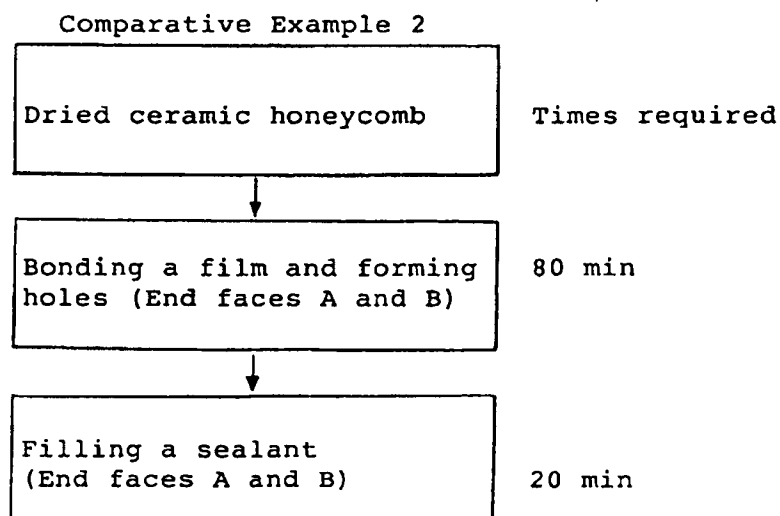 Comparative Example 2
Dried ceramic honeycomb
Times required
Bonding a film and forming
holes (End faces A and B)
80 min
Filling a sealant
(End faces A and B)
20 min